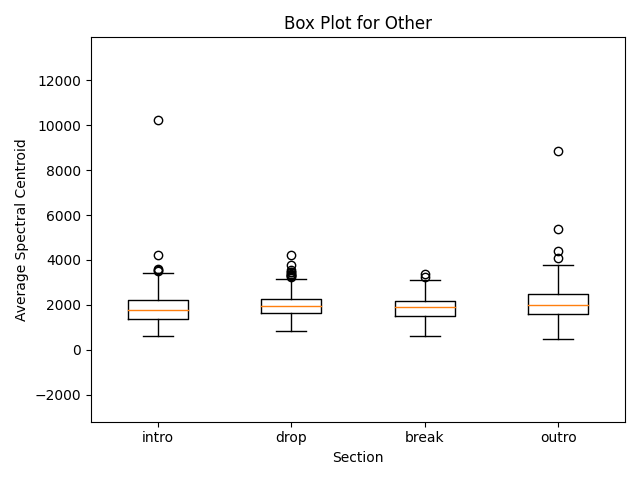 Box Plot for Other
12000
10000
8000
6000
4000
2000
0
−2000
Average Spectral Centroid
intro drop break outro
Section